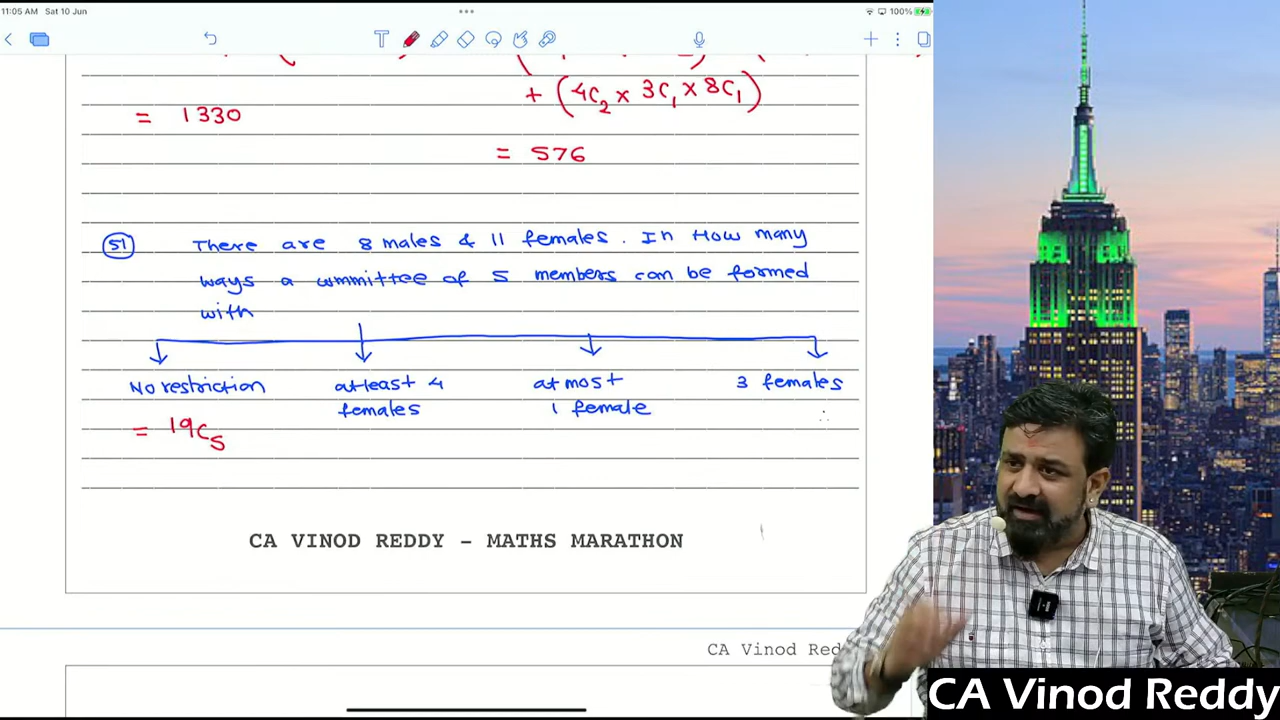 11:05 AM Sat 10 Jun
100%
+ (4C2 x 3C1 x 8C1)
= 1330
= 576
51 There are 8 males & 11 females. In How many
ways a committee of 5 members can be formed
with
No restriction
atleast 4
females
atmost
1 female
3 females
= 19C5
CA VINOD REDDY - MATHS MARATHON
CA Vinod Red
CA Vinod Reddy